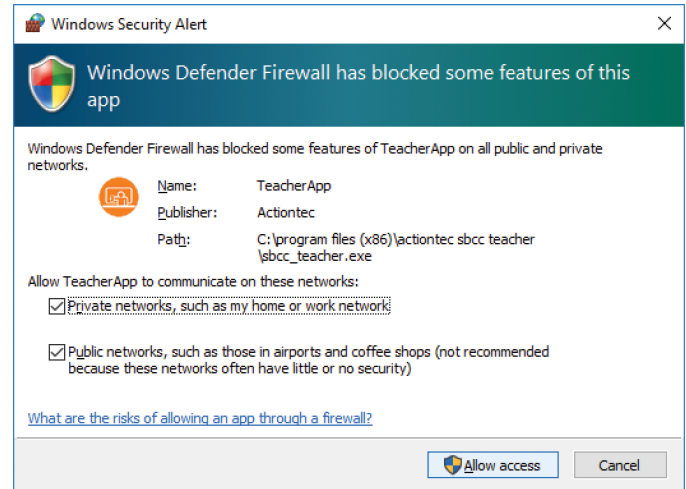 Windows Security Alert
Windows Defender Firewall has blocked some features of this
app
Windows Defender Firewall has blocked some features of TeacherApp on all public and private
networks.
Name: TeacherApp
Publisher: Actiontec
Path: C:\program files (x86)\actiontec sbcc teacher
\sbcc_teacher.exe
Allow TeacherApp to communicate on these networks:
Private networks, such as my home or work network
Public networks, such as those in airports and coffee shops (not recommended
because these networks often have little or no security)
What are the risks of allowing an app through a firewall?
Allow access Cancel